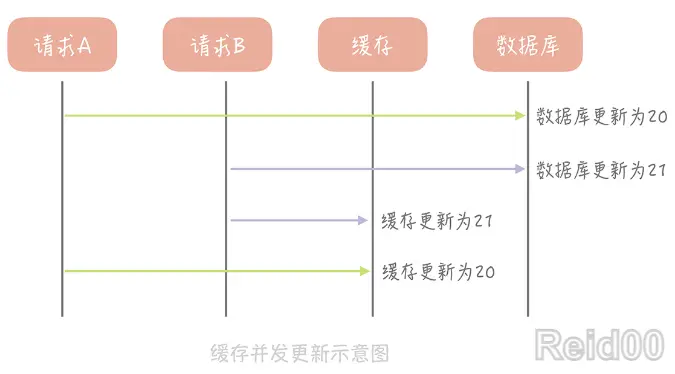 请求A
请求B
缓存
数据库
数据库更新为20
数据库更新为21
缓存更新为21
缓存更新为20
缓存并发更新示意图
Reid00